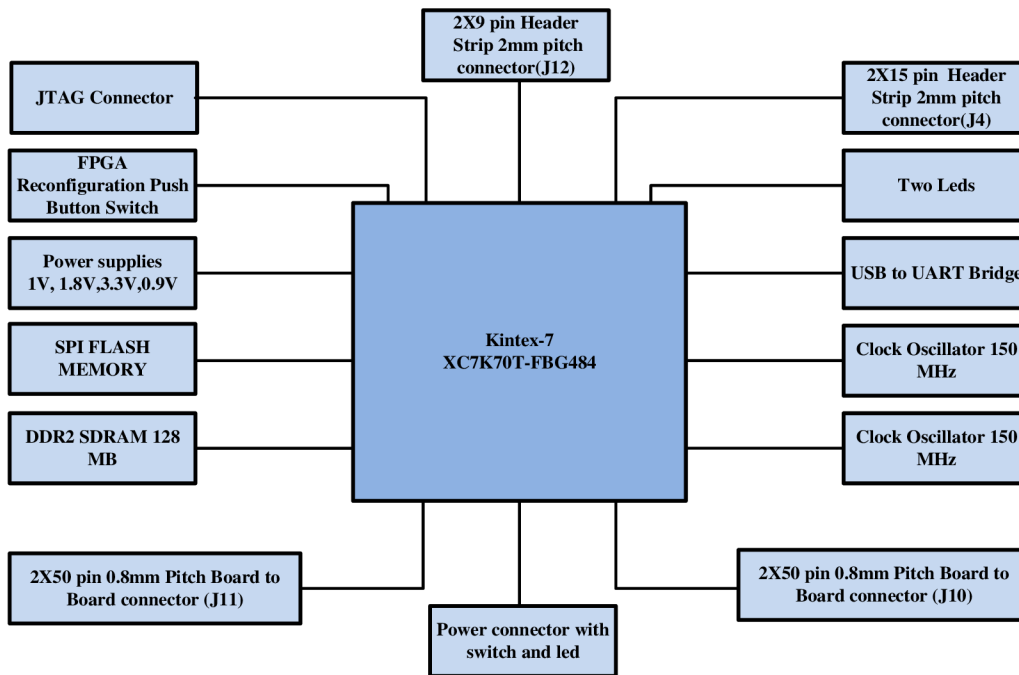 2X9 pin Header
Strip 2mm pitch
connector(J12)
JTAG Connector
2X15 pin Header
Strip 2mm pitch
connector(J4)
FPGA
Reconfiguration Push
Button Switch
Two Leds
Power supplies
1V, 1.8V,3.3V,0.9V
USB to UART Bridge
Kintex-7
XC7K70T-FBG484
SPI FLASH
MEMORY
Clock Oscillator 150
MHz
DDR2 SDRAM 128
MB
Clock Oscillator 150
MHz
2X50 pin 0.8mm Pitch Board to
Board connector (J11)
2X50 pin 0.8mm Pitch Board to
Board connector (J10)
Power connector with
switch and led